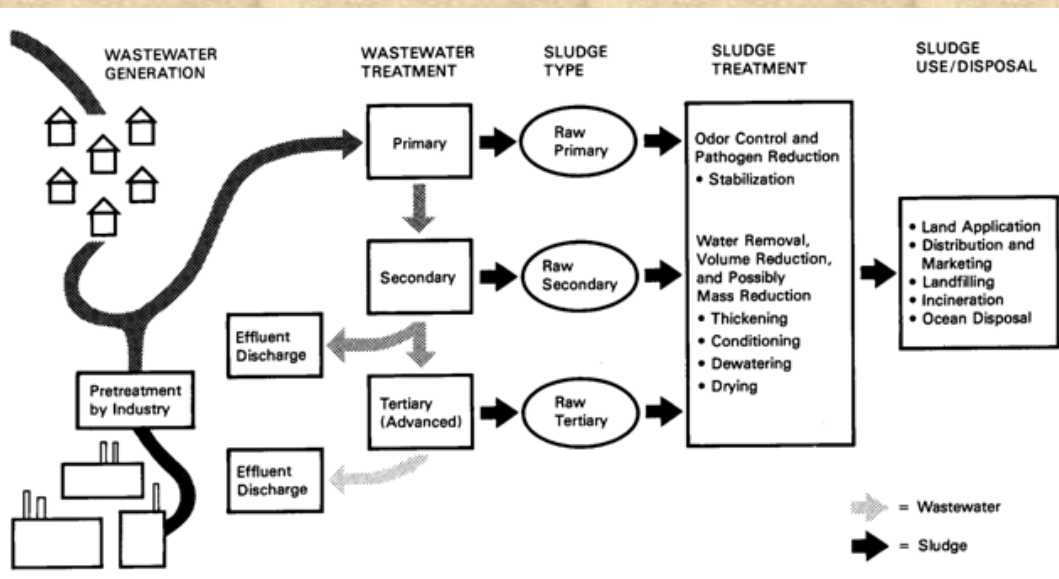 WASTEWATER
GENERATION
WASTEWATER
TREATMENT
SLUDGE
TYPE
SLUDGE
TREATMENT
SLUDGE
USE/DISPOSAL
Primary
Raw
Primary
Odor Control and
Pathogen Reduction
• Stabilization
Secondary
Raw
Secondary
Water Removal,
Volume Reduction,
and Possibly
Mass Reduction
• Thickening
• Conditioning
• Dewatering
• Drying
• Land Application
• Distribution and
Marketing
• Landfilling
• Incineration
• Ocean Disposal
Effluent
Discharge
Pretreatment
by Industry
Tertiary
(Advanced)
Raw
Tertiary
Effluent
Discharge
= Wastewater
= Sludge